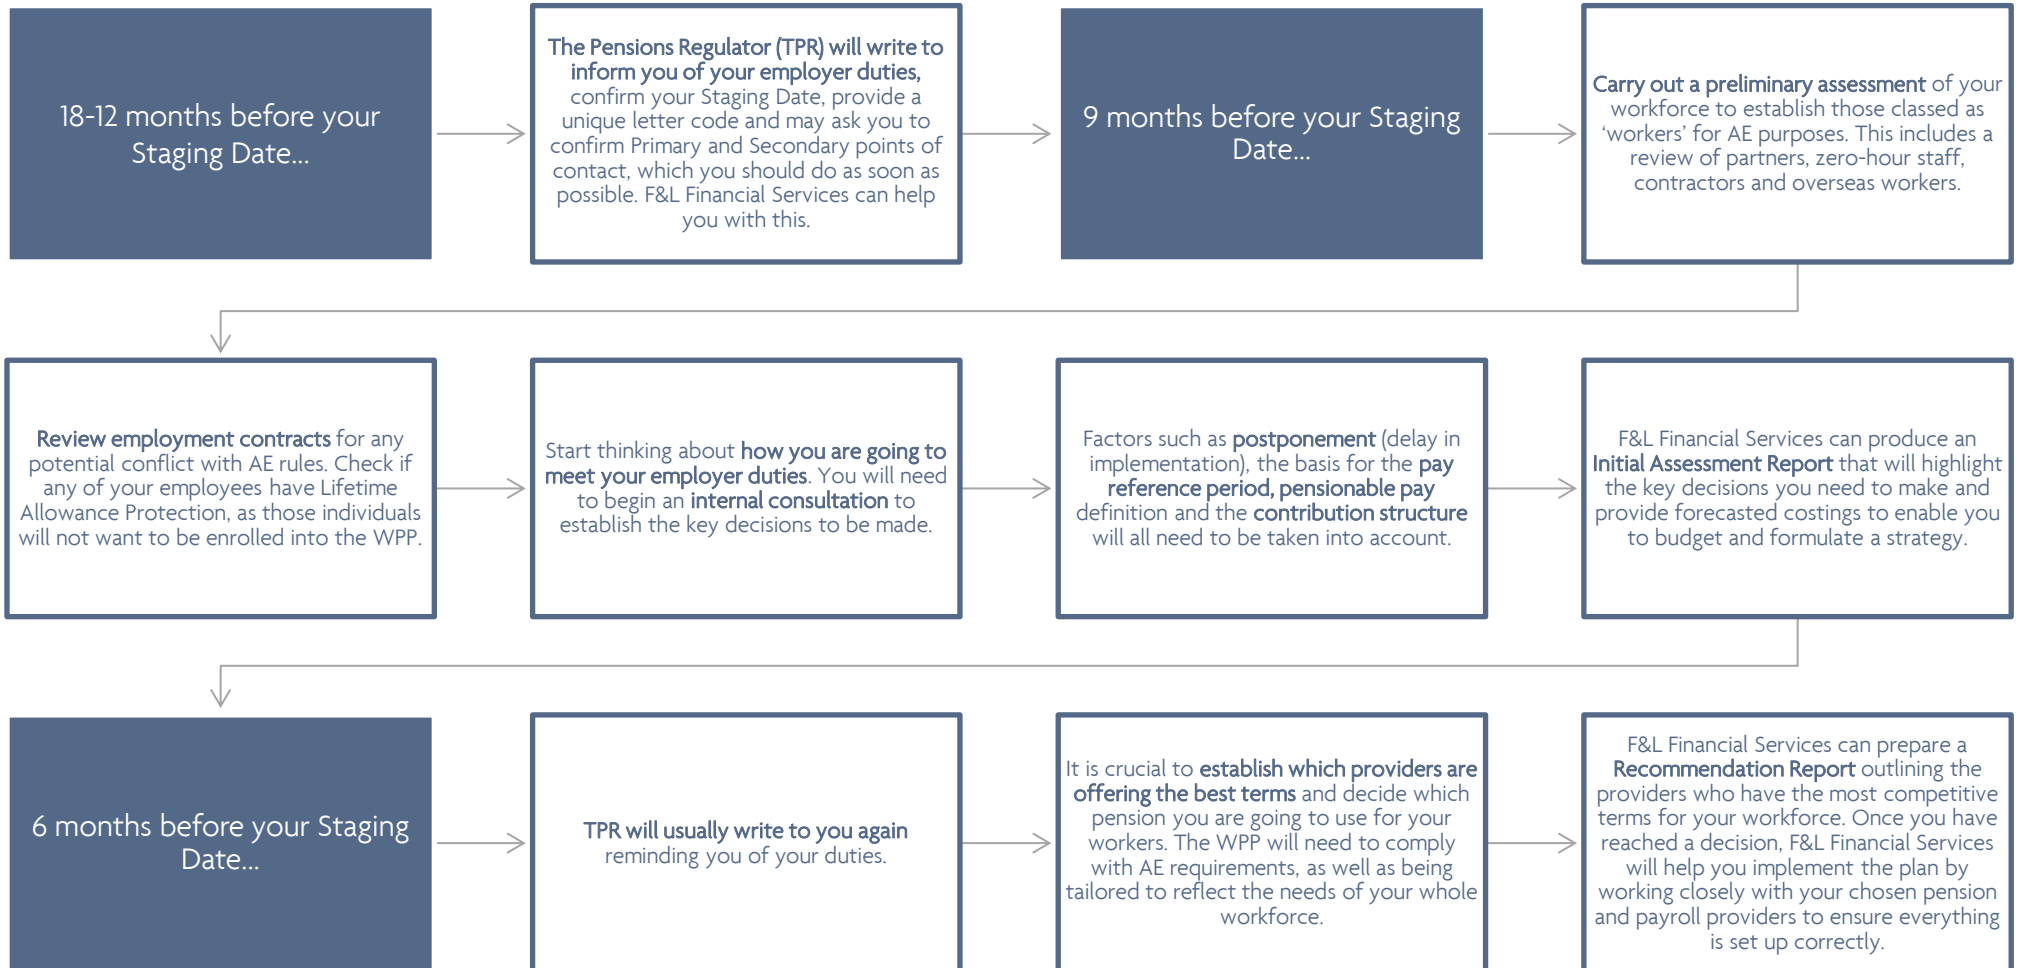 18-12 months before your
Staging Date...
The Pensions Regulator (TPR) will write to
inform you of your employer duties,
confirm your Staging Date, provide a
unique letter code and may ask you to
confirm Primary and Secondary points of
contact, which you should do as soon as
possible. F&L Financial Services can help
you with this.
9 months before your Staging
Date...
Carry out a preliminary assessment of your
workforce to establish those classed as
‘workers’ for AE purposes. This includes a
review of partners, zero-hour staff,
contractors and overseas workers.
Review employment contracts for any
potential conflict with AE rules. Check if
any of your employees have Lifetime
Allowance Protection, as those individuals
will not want to be enrolled into the WPP.
Start thinking about how you are going to
meet your employer duties. You will need
to begin an internal consultation to
establish the key decisions to be made.
Factors such as postponement (delay in
implementation), the basis for the pay
reference period, pensionable pay
definition and the contribution structure
will all need to be taken into account.
F&L Financial Services can produce an
Initial Assessment Report that will highlight
the key decisions you need to make and
provide forecasted costings to enable you
to budget and formulate a strategy.
6 months before your Staging
Date...
TPR will usually write to you again
reminding you of your duties.
It is crucial to establish which providers are
offering the best terms and decide which
pension you are going to use for your
workers. The WPP will need to comply
with AE requirements, as well as being
tailored to reflect the needs of your whole
workforce.
F&L Financial Services can prepare a
Recommendation Report outlining the
providers who have the most competitive
terms for your workforce. Once you have
reached a decision, F&L Financial Services
will help you implement the plan by
working closely with your chosen pension
and payroll providers to ensure everything
is set up correctly.